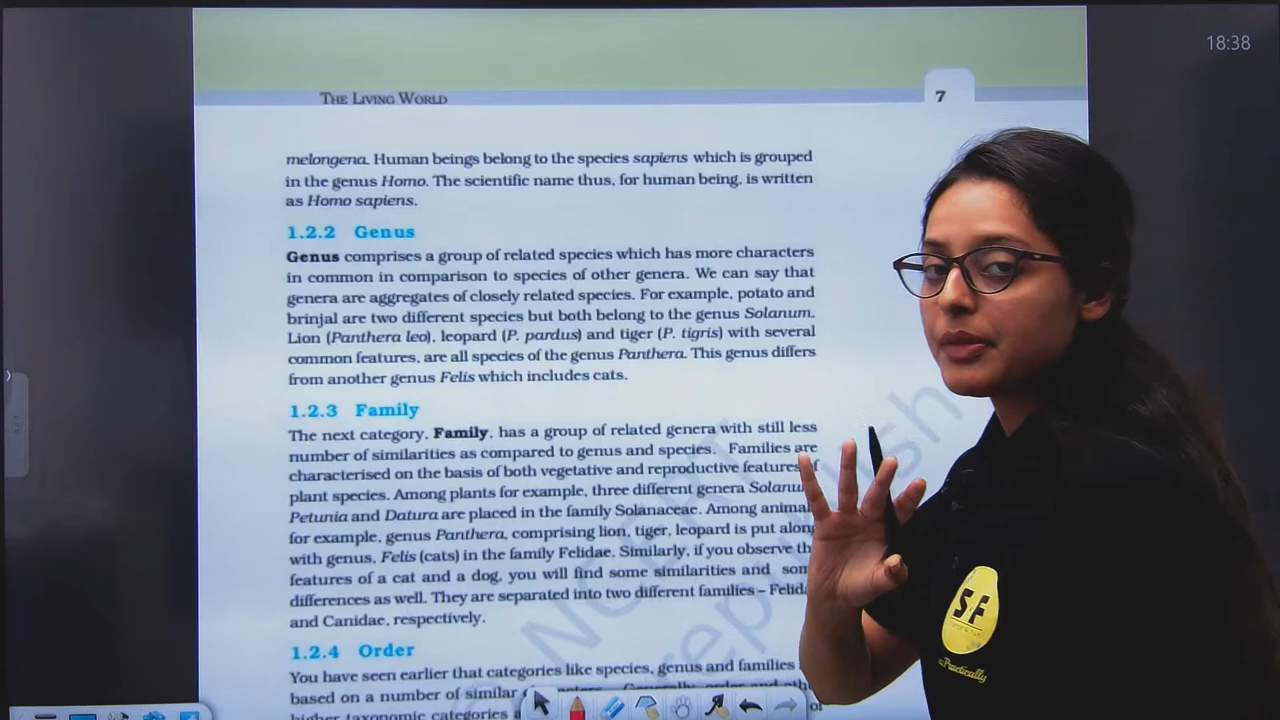 18:38
THE LIVING WORLD
7
melongena. Human beings belong to the species sapiens which is grouped
in the genus Homo. The scientific name thus, for human being, is written
as Homo sapiens.
1.2.2 Genus
Genus comprises a group of related species which has more characters
in common in comparison to species of other genera. We can say that
genera are aggregates of closely related species. For example, potato and
brinjal are two different species but both belong to the genus Solanum.
Lion (Panthera leo), leopard (P. pardus) and tiger (P. tigris) with several
common features, are all species of the genus Panthera. This genus differs
from another genus Felis which includes cats.
1.2.3 Family
The next category, Family, has a group of related genera with still less
number of similarities as compared to genus and species. Families are
characterised on the basis of both vegetative and reproductive features
plant species. Among plants for example, three different genera Solanu
Petunia and Datura are placed in the family Solanaceae. Among animal
for example, genus Panthera, comprising lion, tiger, leopard is put along
with genus, Felis (cats) in the family Felidae. Similarly, if you observe th
features of a cat and a dog, you will find some similarities and som
differences as well. They are separated into two different families – Felid
and Canidae, respectively.
1.2.4 Order
You have seen earlier that categories like species, genus and families
based on a number of similar
higher taxonomic categories
NCERT
republish
SF
Practically